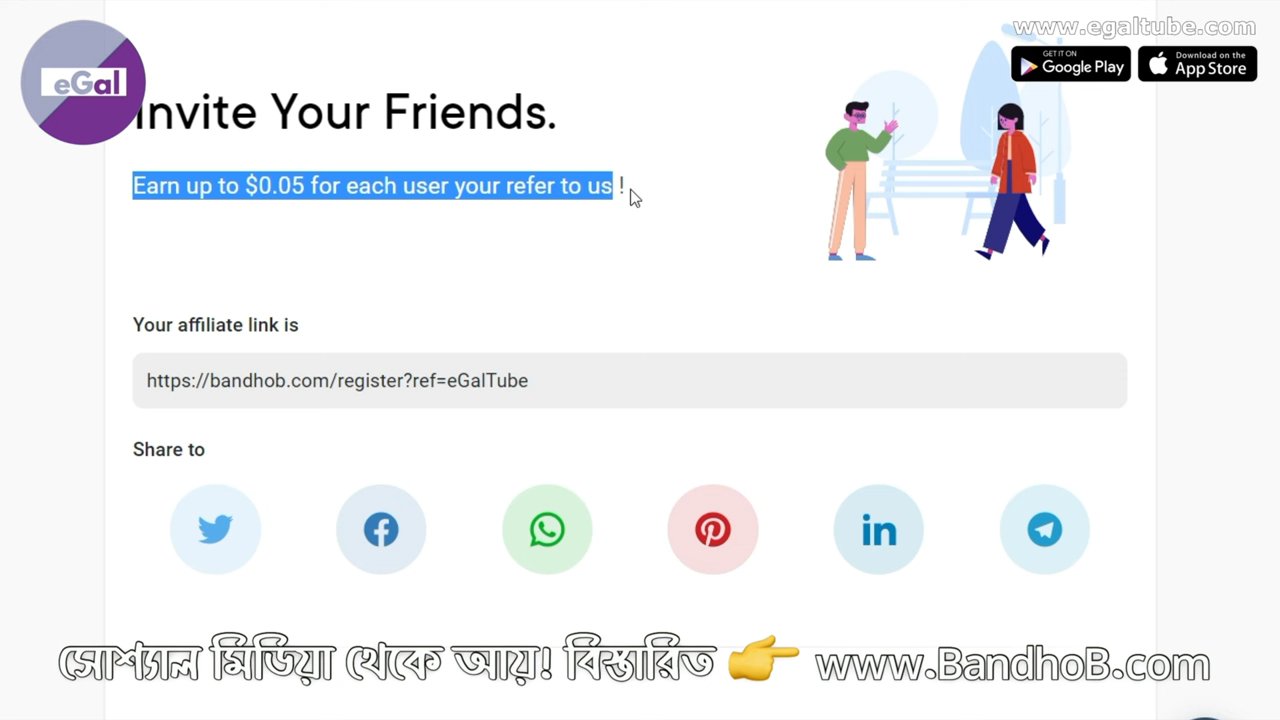 www.egaltube.com
eGal
GET IT ON
Google Play
Download on the
App Store
Invite Your Friends.
Earn up to $0.05 for each user your refer to us !
Your affiliate link is
https://bandhob.com/register?ref=eGalTube
Share to
in
সোশ্যাল মিডিয়া থেকে আয়! বিস্তারিত 👉 www.BandhoB.com